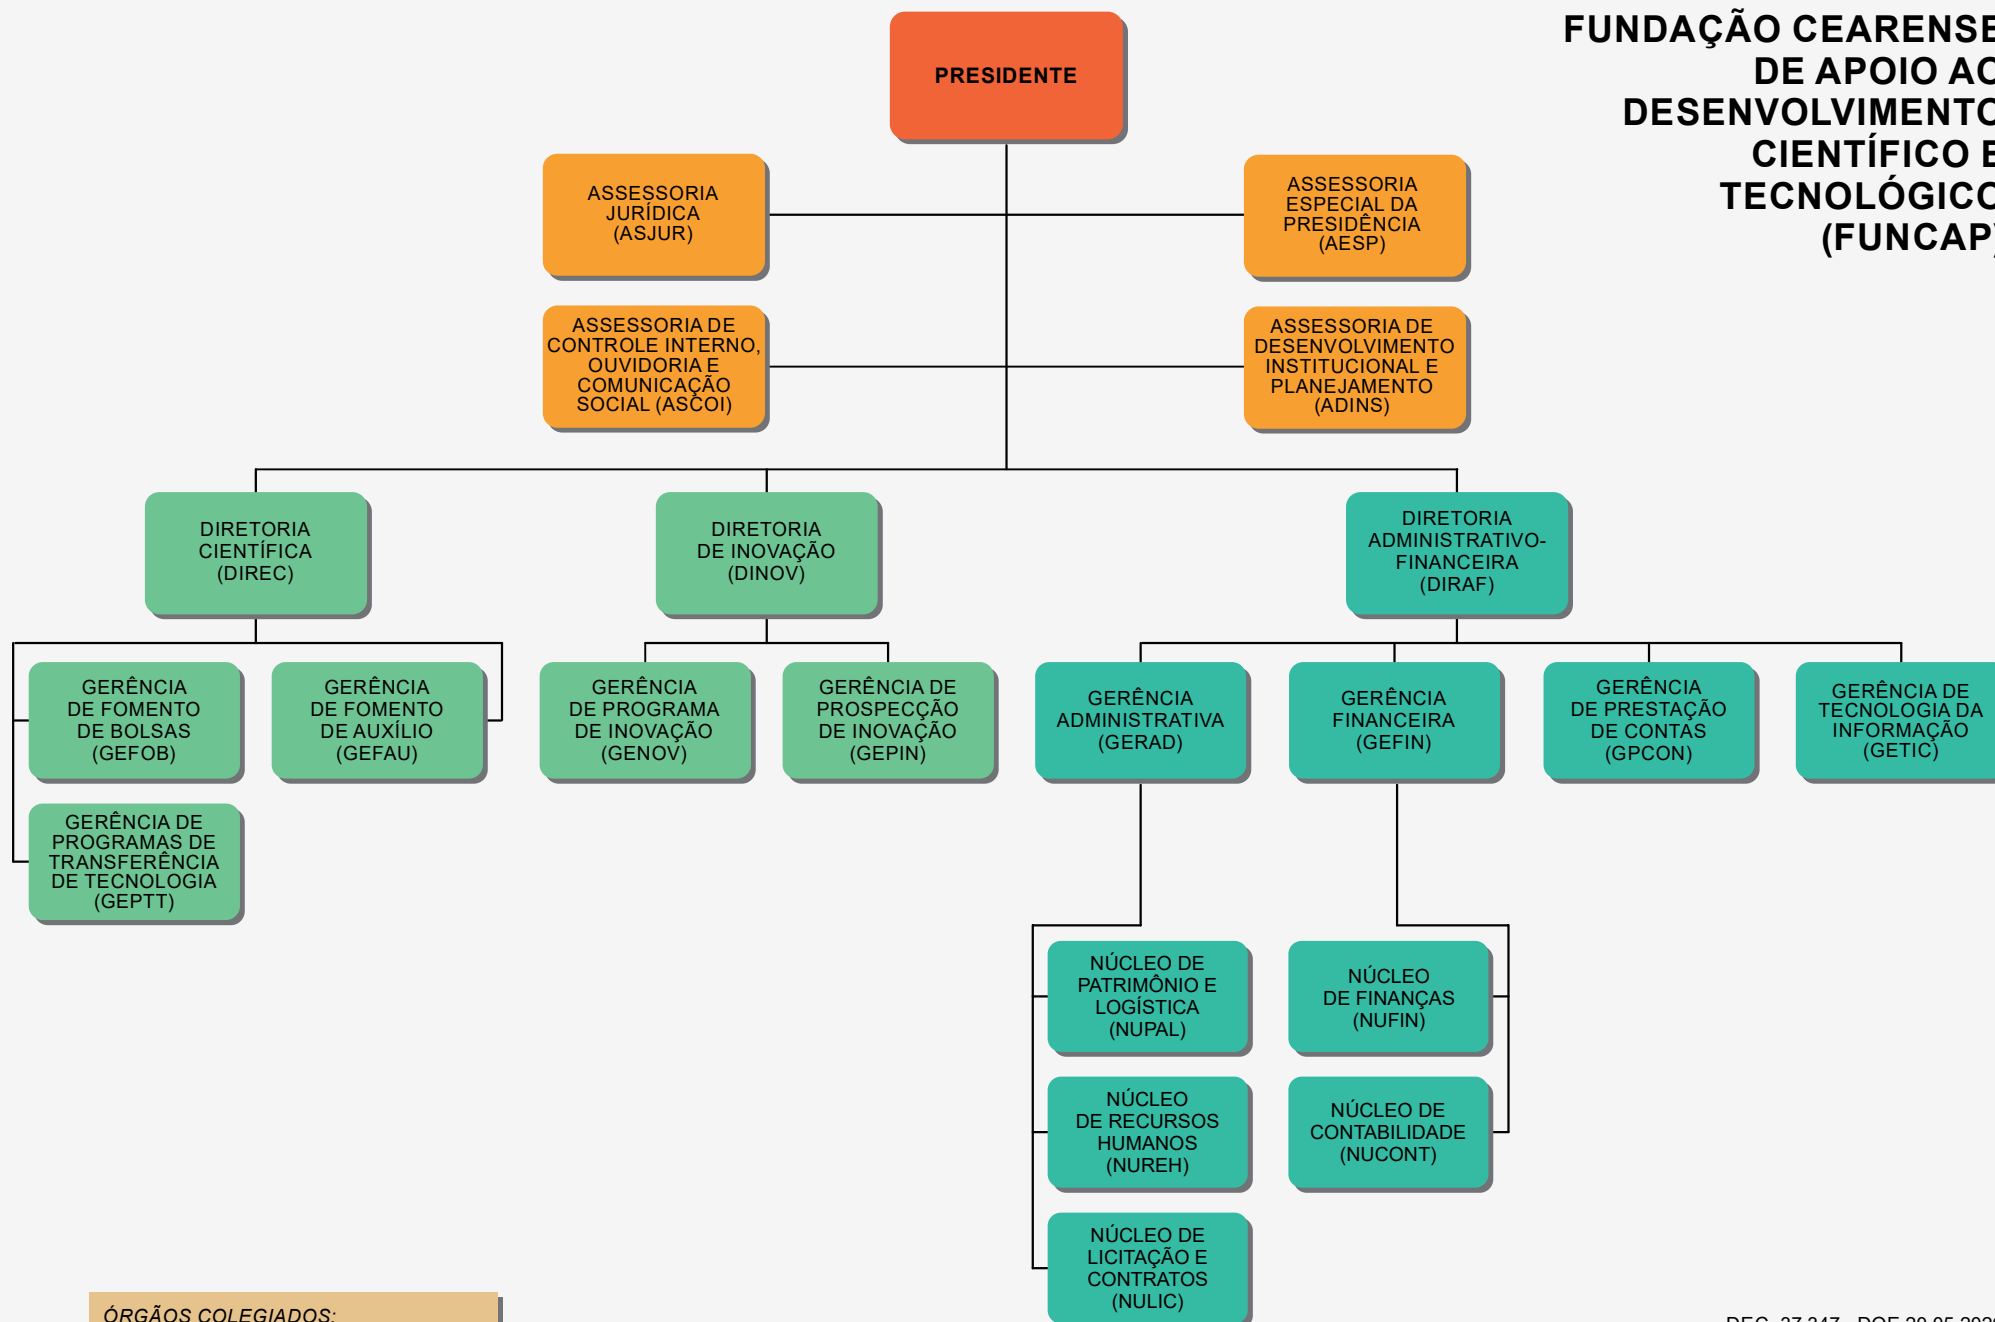 FUNDAÇÃO CEARENSE
DE APOIO AO
DESENVOLVIMENTO
CIENTÍFICO E
TECNOLÓGICO
(FUNCAP)
PRESIDENTE
ASSESSORIA
JURÍDICA
(ASJUR)
ASSESSORIA
ESPECIAL DA
PRESIDÊNCIA
(AESP)
ASSESSORIA DE
CONTROLE INTERNO,
OUVIDORIA E
COMUNICAÇÃO
SOCIAL (ASCOI)
ASSESSORIA DE
DESENVOLVIMENTO
INSTITUCIONAL E
PLANEJAMENTO
(ADINS)
DIRETORIA
CIENTÍFICA
(DIREC)
DIRETORIA
DE INOVAÇÃO
(DINOV)
DIRETORIA
ADMINISTRATIVO-
FINANCEIRA
(DIRAF)
GERÊNCIA
DE FOMENTO
DE BOLSAS
(GEFOB)
GERÊNCIA
DE FOMENTO
DE AUXÍLIO
(GEFAU)
GERÊNCIA
DE PROGRAMA
DE INOVAÇÃO
(GENOV)
GERÊNCIA DE
PROSPECÇÃO
DE INOVAÇÃO
(GEPIN)
GERÊNCIA
ADMINISTRATIVA
(GERAD)
GERÊNCIA
FINANCEIRA
(GEFIN)
GERÊNCIA
DE PRESTAÇÃO
DE CONTAS
(GPCON)
GERÊNCIA DE
TECNOLOGIA DA
INFORMAÇÃO
(GETIC)
GERÊNCIA DE
PROGRAMAS DE
TRANSFERÊNCIA
DE TECNOLOGIA
(GEPTT)
NÚCLEO DE
PATRIMÔNIO E
LOGÍSTICA
(NUPAL)
NÚCLEO
DE FINANÇAS
(NUFIN)
NÚCLEO
DE RECURSOS
HUMANOS
(NUREH)
NÚCLEO DE
CONTABILIDADE
(NUCONT)
NÚCLEO DE
LICITAÇÃO E
CONTRATOS
(NULIC)
ÓRGÃOS COLEGIADOS:
DEC. 37.347 - DOE